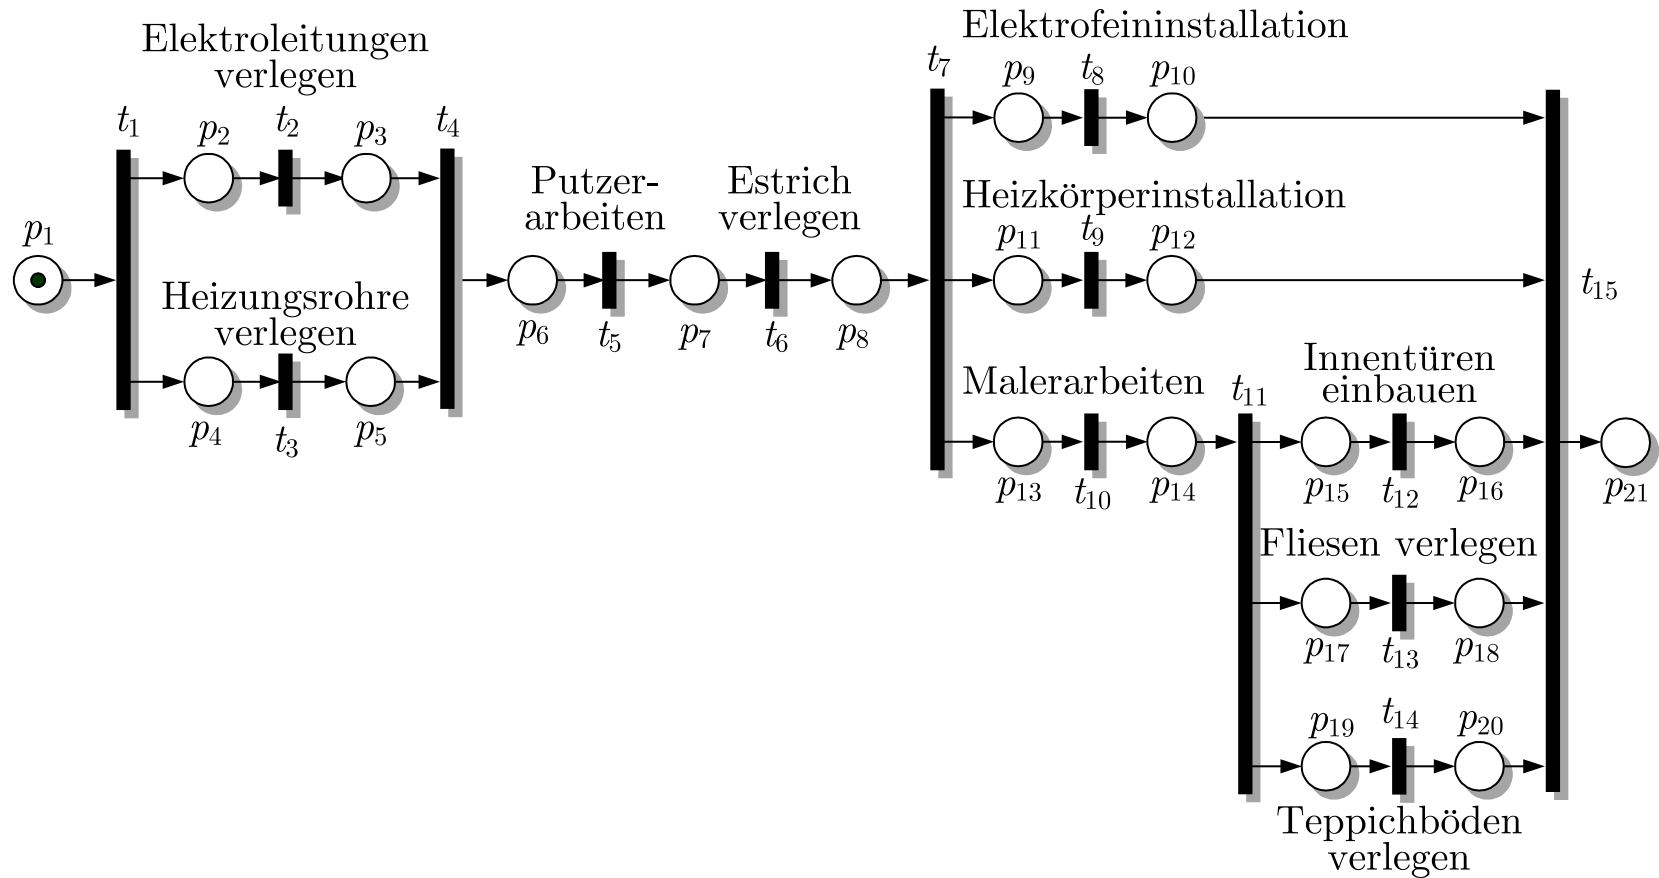 Elektrofeininstallation
Elektroleitungen
verlegen
t7
p9
t8
p10
t1
p2
t2
p3
t4
Putzer-
arbeiten
Estrich
verlegen
Heizkörperinstallation
p1
p11
t9
p12
Heizungsrohre
verlegen
t15
p6
t5
p7
t6
p8
Innentüren
einbauen
Malerarbeiten
t11
p4
t3
p5
p13
t10
p14
p15
t12
p16
p21
Fliesen verlegen
p17
t13
p18
p19
t14
p20
Teppichböden
verlegen